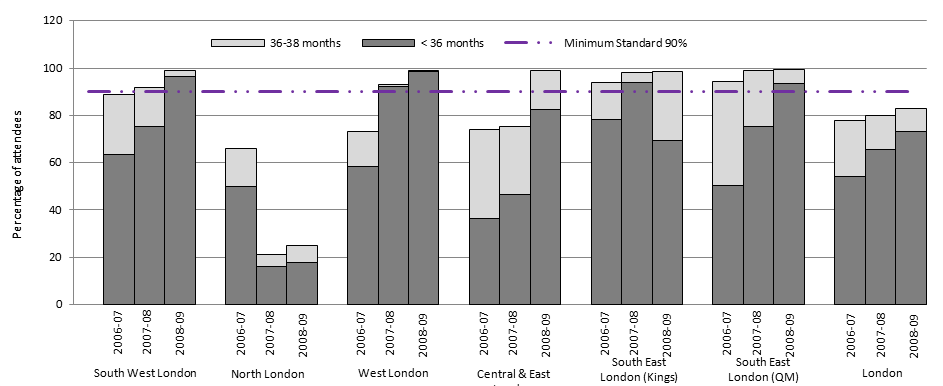 120
100
80
60
40
20
0
Percentage of attendees
36-38 months
< 36 months
Minimum Standard 90%
2006-07
2007-08
2008-09
2006-07
2007-08
2008-09
2006-07
2007-08
2008-09
2006-07
2007-08
2008-09
2006-07
2007-08
2008-09
2006-07
2007-08
2008-09
2006-07
2007-08
2008-09
South West London
North London
West London
Central & East
South East
London (Kings)
South East
London (QM)
London